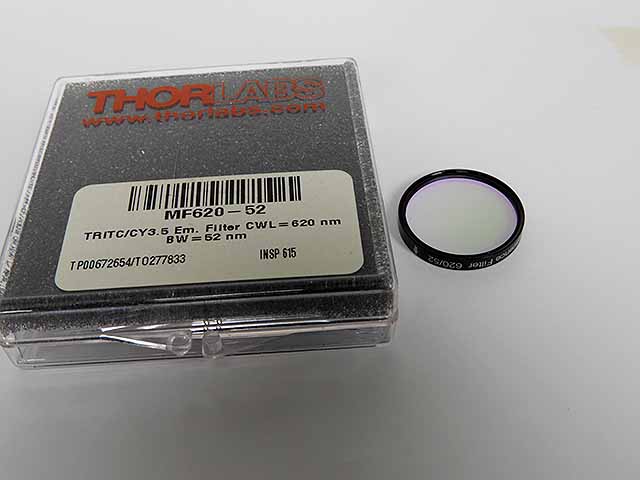 THORLABS
www.thorlabs.com
MF620-52
TRITC/CY3.5 Em. Filter CWL=620 nm
BW=52 nm
TP00672654/TO277833 INSP 615
Filter 620/52